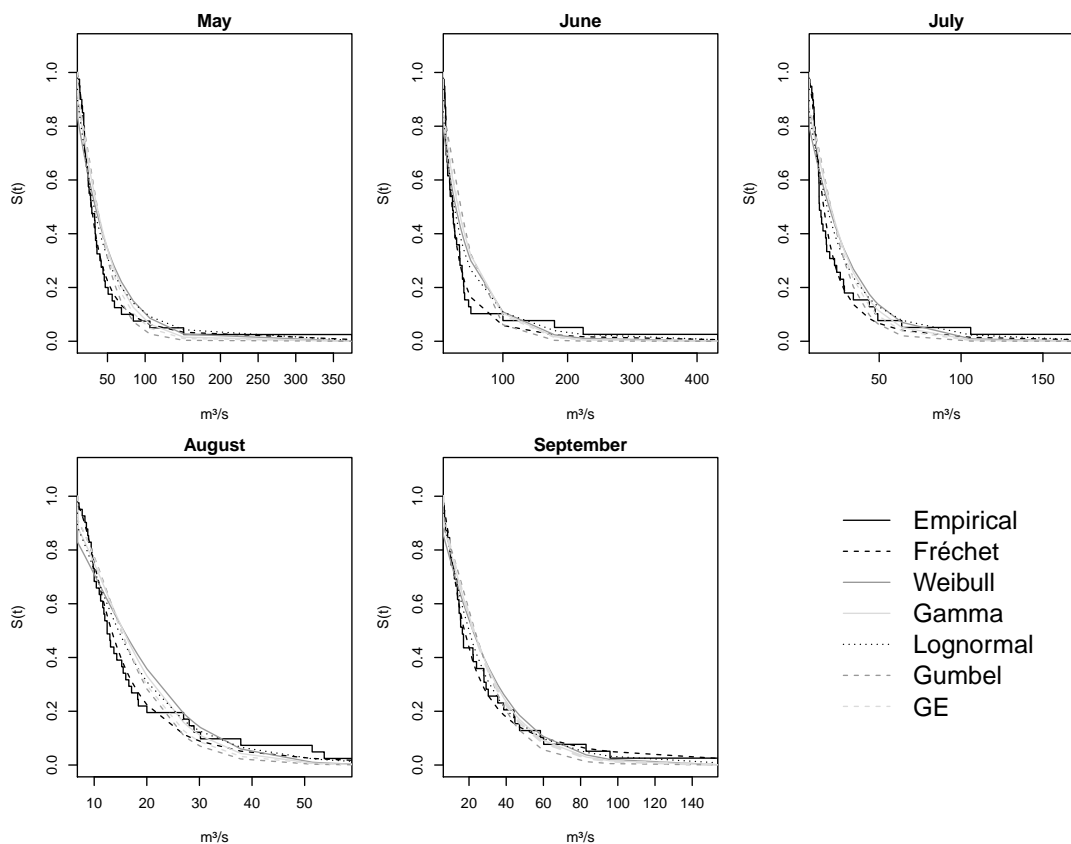 May
S(t)
0.0 0.2 0.4 0.6 0.8 1.0
50 100 150 200 250 300 350
m³/s
June
S(t)
0.0 0.2 0.4 0.6 0.8 1.0
100 200 300 400
m³/s
July
S(t)
0.0 0.2 0.4 0.6 0.8 1.0
50 100 150
m³/s
August
S(t)
0.0 0.2 0.4 0.6 0.8 1.0
10 20 30 40 50
m³/s
September
S(t)
0.0 0.2 0.4 0.6 0.8 1.0
20 40 60 80 100 120 140
m³/s
Empirical
Fréchet
Weibull
Gamma
Lognormal
Gumbel
GE